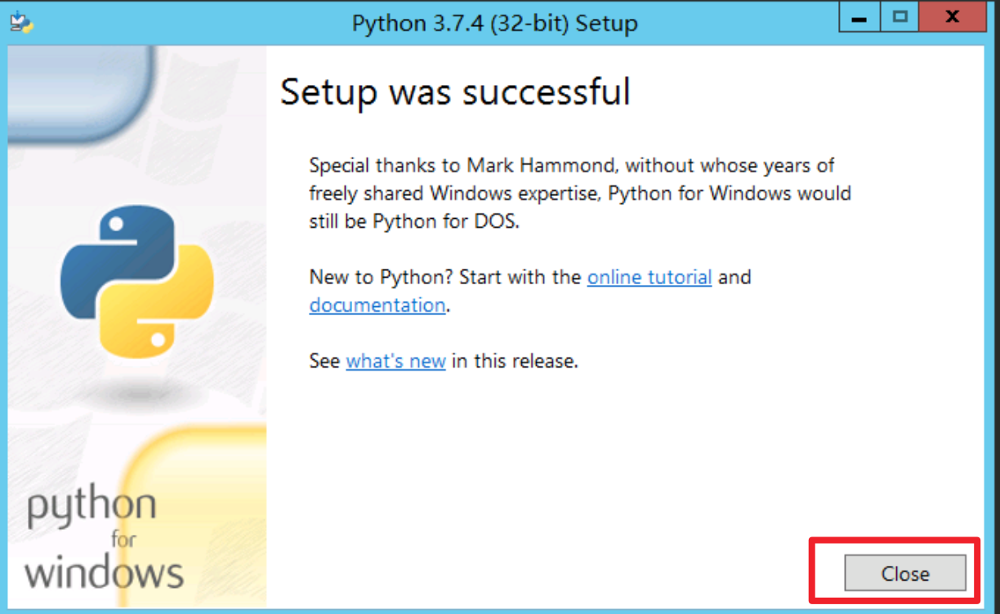 Python 3.7.4 (32-bit) Setup
Setup was successful
Special thanks to Mark Hammond, without whose years of
freely shared Windows expertise, Python for Windows would
still be Python for DOS.
New to Python? Start with the online tutorial and
documentation.
See what's new in this release.
python
for
windows
Close